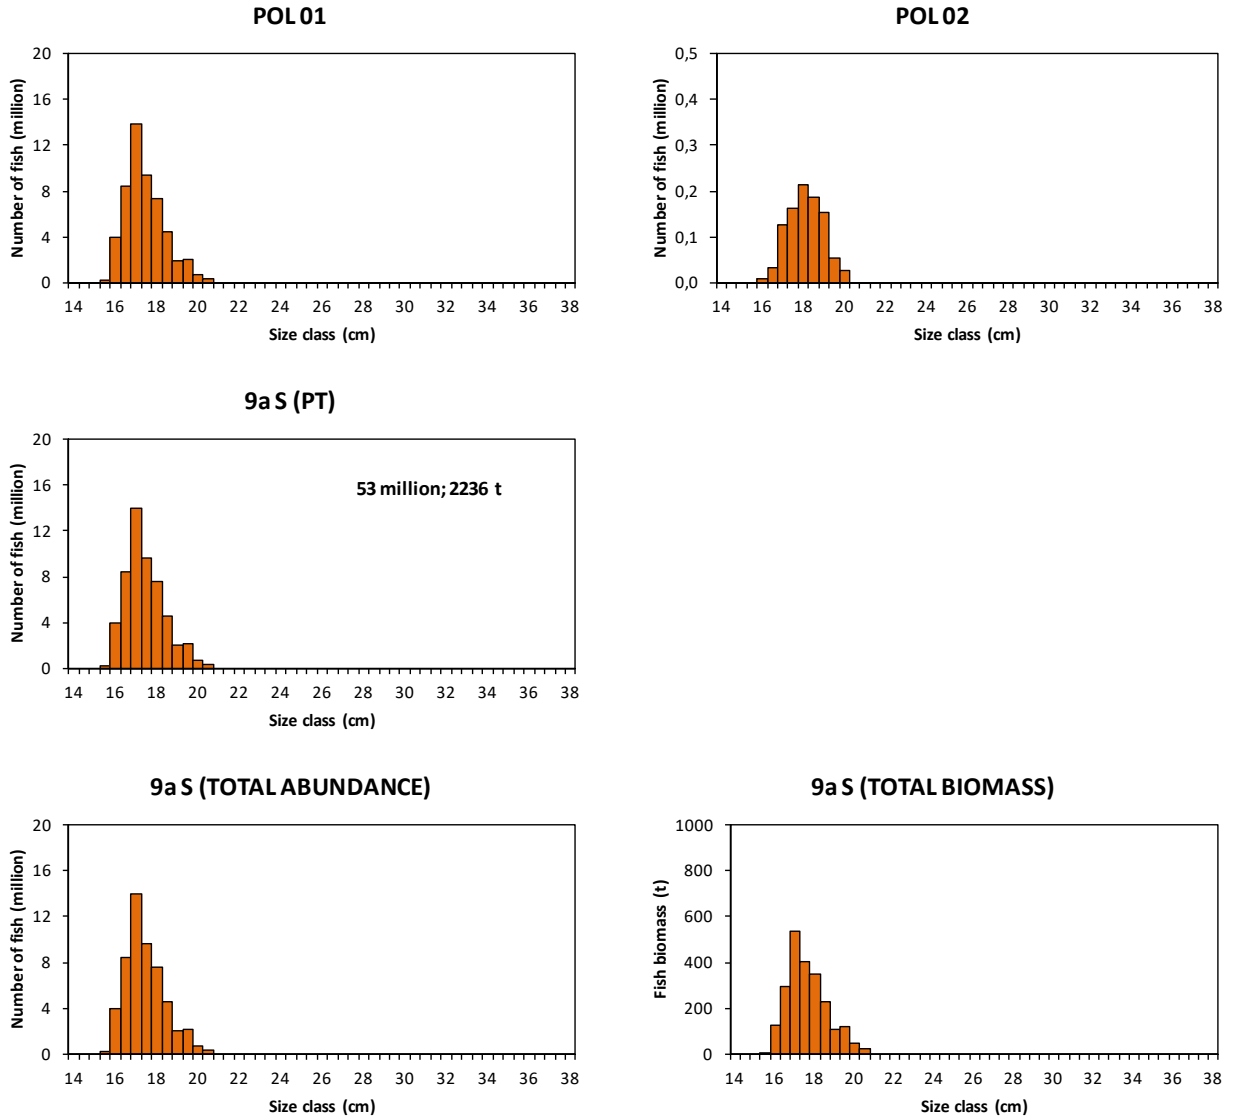 POL 01
Number of fish (million)
20
16
12
8
4
0
14 16 18 20 22 24 26 28 30 32 34 36 38
Size class (cm)
POL 02
Number of fish (million)
0,5
0,4
0,3
0,2
0,1
0,0
14 16 18 20 22 24 26 28 30 32 34 36 38
Size class (cm)
9a S (PT)
Number of fish (million)
20
16
12
8
4
0
53 million; 2236 t
14 16 18 20 22 24 26 28 30 32 34 36 38
Size class (cm)
9a S (TOTAL ABUNDANCE)
Number of fish (million)
20
16
12
8
4
0
14 16 18 20 22 24 26 28 30 32 34 36 38
Size class (cm)
9a S (TOTAL BIOMASS)
Fish biomass (t)
1000
800
600
400
200
0
14 16 18 20 22 24 26 28 30 32 34 36 38
Size class (cm)